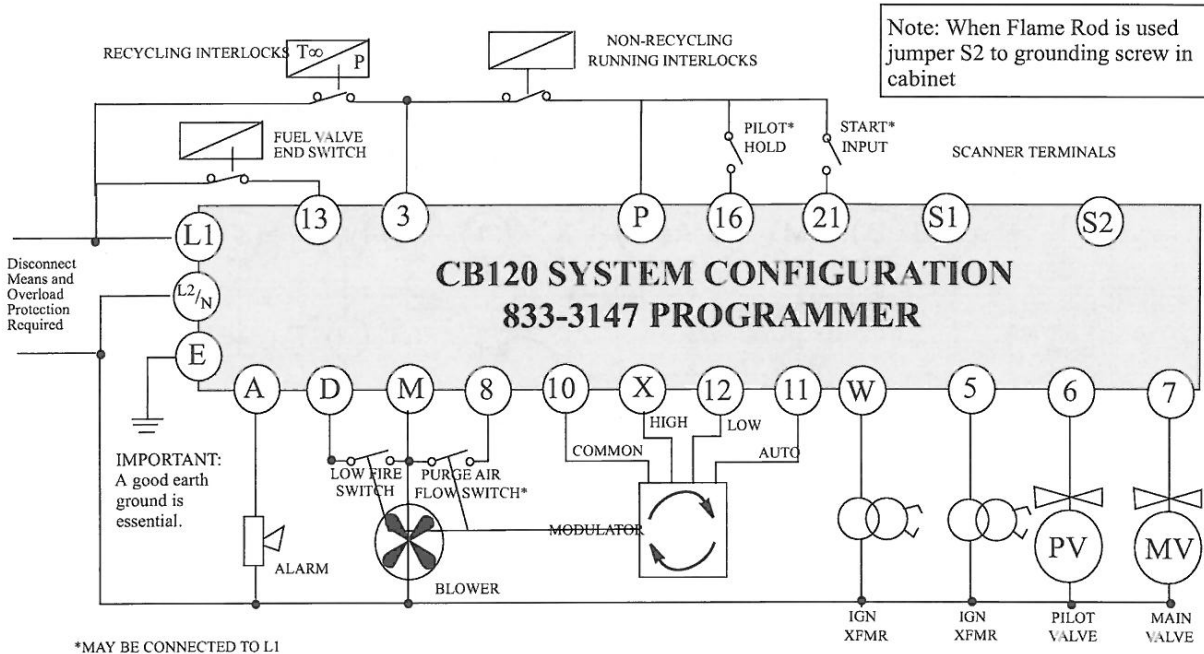 Note: When Flame Rod is used
jumper S2 to grounding screw in
cabinet
RECYCLING INTERLOCKS
T∞
P
NON-RECYCLING
RUNNING INTERLOCKS
FUEL VALVE
END SWITCH
PILOT*
HOLD
START*
INPUT
SCANNER TERMINALS
13
3
P
16
21
S1
S2
L1
L2/N
E
Disconnect
Means and
Overload
Protection
Required
CB120 SYSTEM CONFIGURATION
833-3147 PROGRAMMER
A
D
M
8
10
X
12
11
W
5
6
7
HIGH
LOW
COMMON
AUTO
IMPORTANT:
A good earth
ground is
essential.
LOW FIRE
SWITCH
PURGE AIR
FLOW SWITCH*
MODULATOR
PV
MV
ALARM
BLOWER
IGN
XFMR
IGN
XFMR
PILOT
VALVE
MAIN
VALVE
*MAY BE CONNECTED TO L1